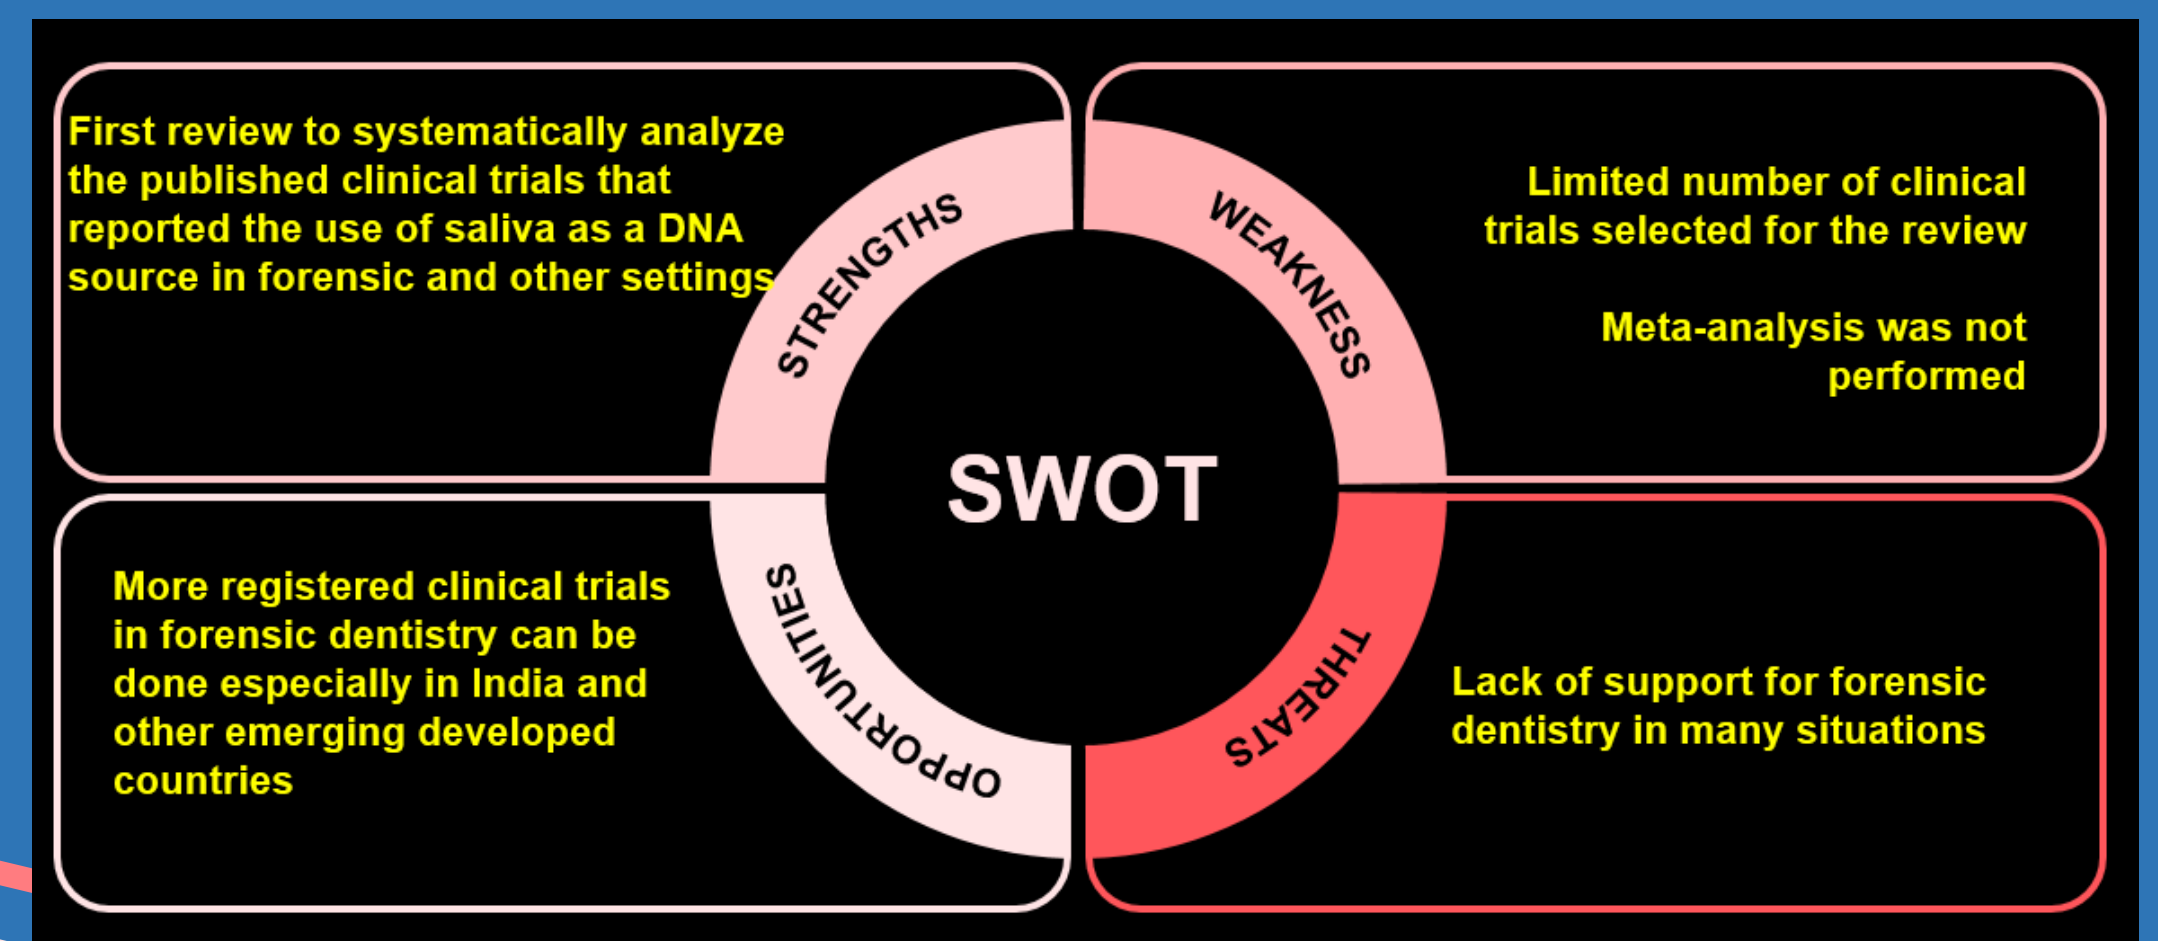 First review to systematically analyze
the published clinical trials that
reported the use of saliva as a DNA
source in forensic and other settings
STRENGTHS
WEAKNESS
Limited number of clinical
trials selected for the review
Meta-analysis was not
performed
SWOT
More registered clinical trials
in forensic dentistry can be
done especially in India and
other emerging developed
countries
OPPORTUNITIES
THREATS
Lack of support for forensic
dentistry in many situations